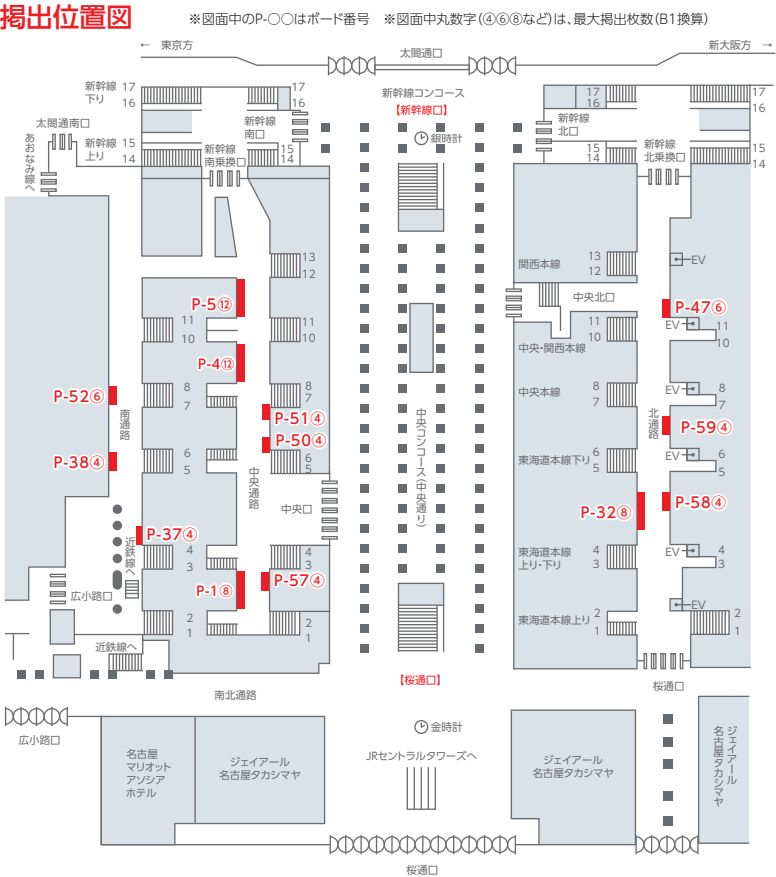 掲出位置図
※図面中のP-○○はボード番号 ※図面中丸数字(④⑥⑧など)は、最大掲出枚数(B1換算)
← 東京方
太閤通口
新大阪方 →
新幹線
下り
17
16
17
16
新幹線コンコース
【新幹線口】
17
16
17
16
太閤通南口
あおなみ線へ
新幹線
上り
15
14
新幹線
南口
新幹線
南乗換口
15
14
銀時計
新幹線
北口
15
14
新幹線
北乗換口
15
14
13
12
関西本線
13
12
EV
中央北口
P-5⑫
P-47⑥
11
10
11
10
11
10
EV
11
10
中央・関西本線
P-4⑫
P-52⑥
8
7
8
7
中央本線
8
7
EV
8
7
南通路
P-51④
P-50④
中央コンコース(中央通り)
北通路
P-59④
P-38④
6
5
6
5
東海道本線下り
6
5
EV
6
5
中央通路
中央口
P-32⑧
P-58④
P-37④
近鉄線へ
4
3
4
3
東海道本線
上り・下り
4
3
EV
4
3
広小路口
P-1⑧
P-57④
EV
2
1
2
1
東海道本線上り
2
1
2
1
近鉄線へ
【桜通口】
桜通口
南北通路
広小路口
金時計
名古屋
マリオット
アソシア
ホテル
ジェイアール
名古屋タカシマヤ
JRセントラルタワーズへ
ジェイアール
名古屋タカシマヤ
ジェイアール
名古屋タカシマヤ
桜通口